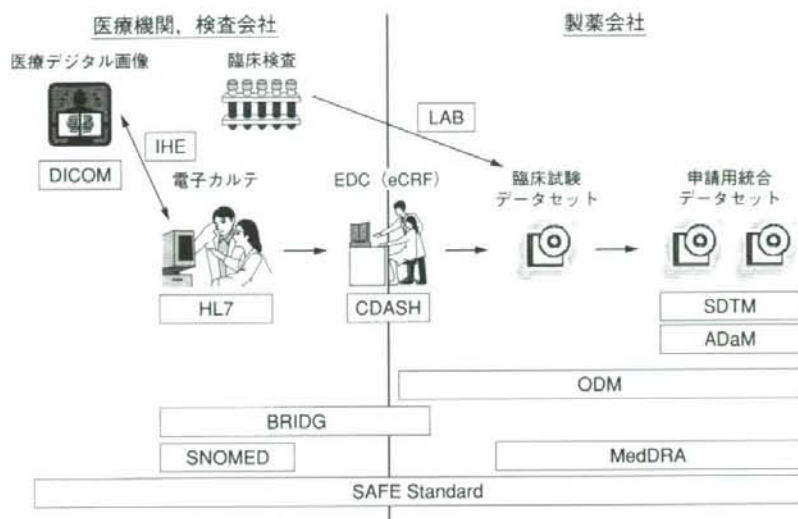 医療機関，検査会社
製薬会社
医療デジタル画像
臨床検査
LAB
IHE
DICOM
電子カルテ
EDC（eCRF）
臨床試験
データセット
申請用統合
データセット
HL7
CDASH
SDTM
ADaM
ODM
BRIDG
SNOMED
MedDRA
SAFE Standard